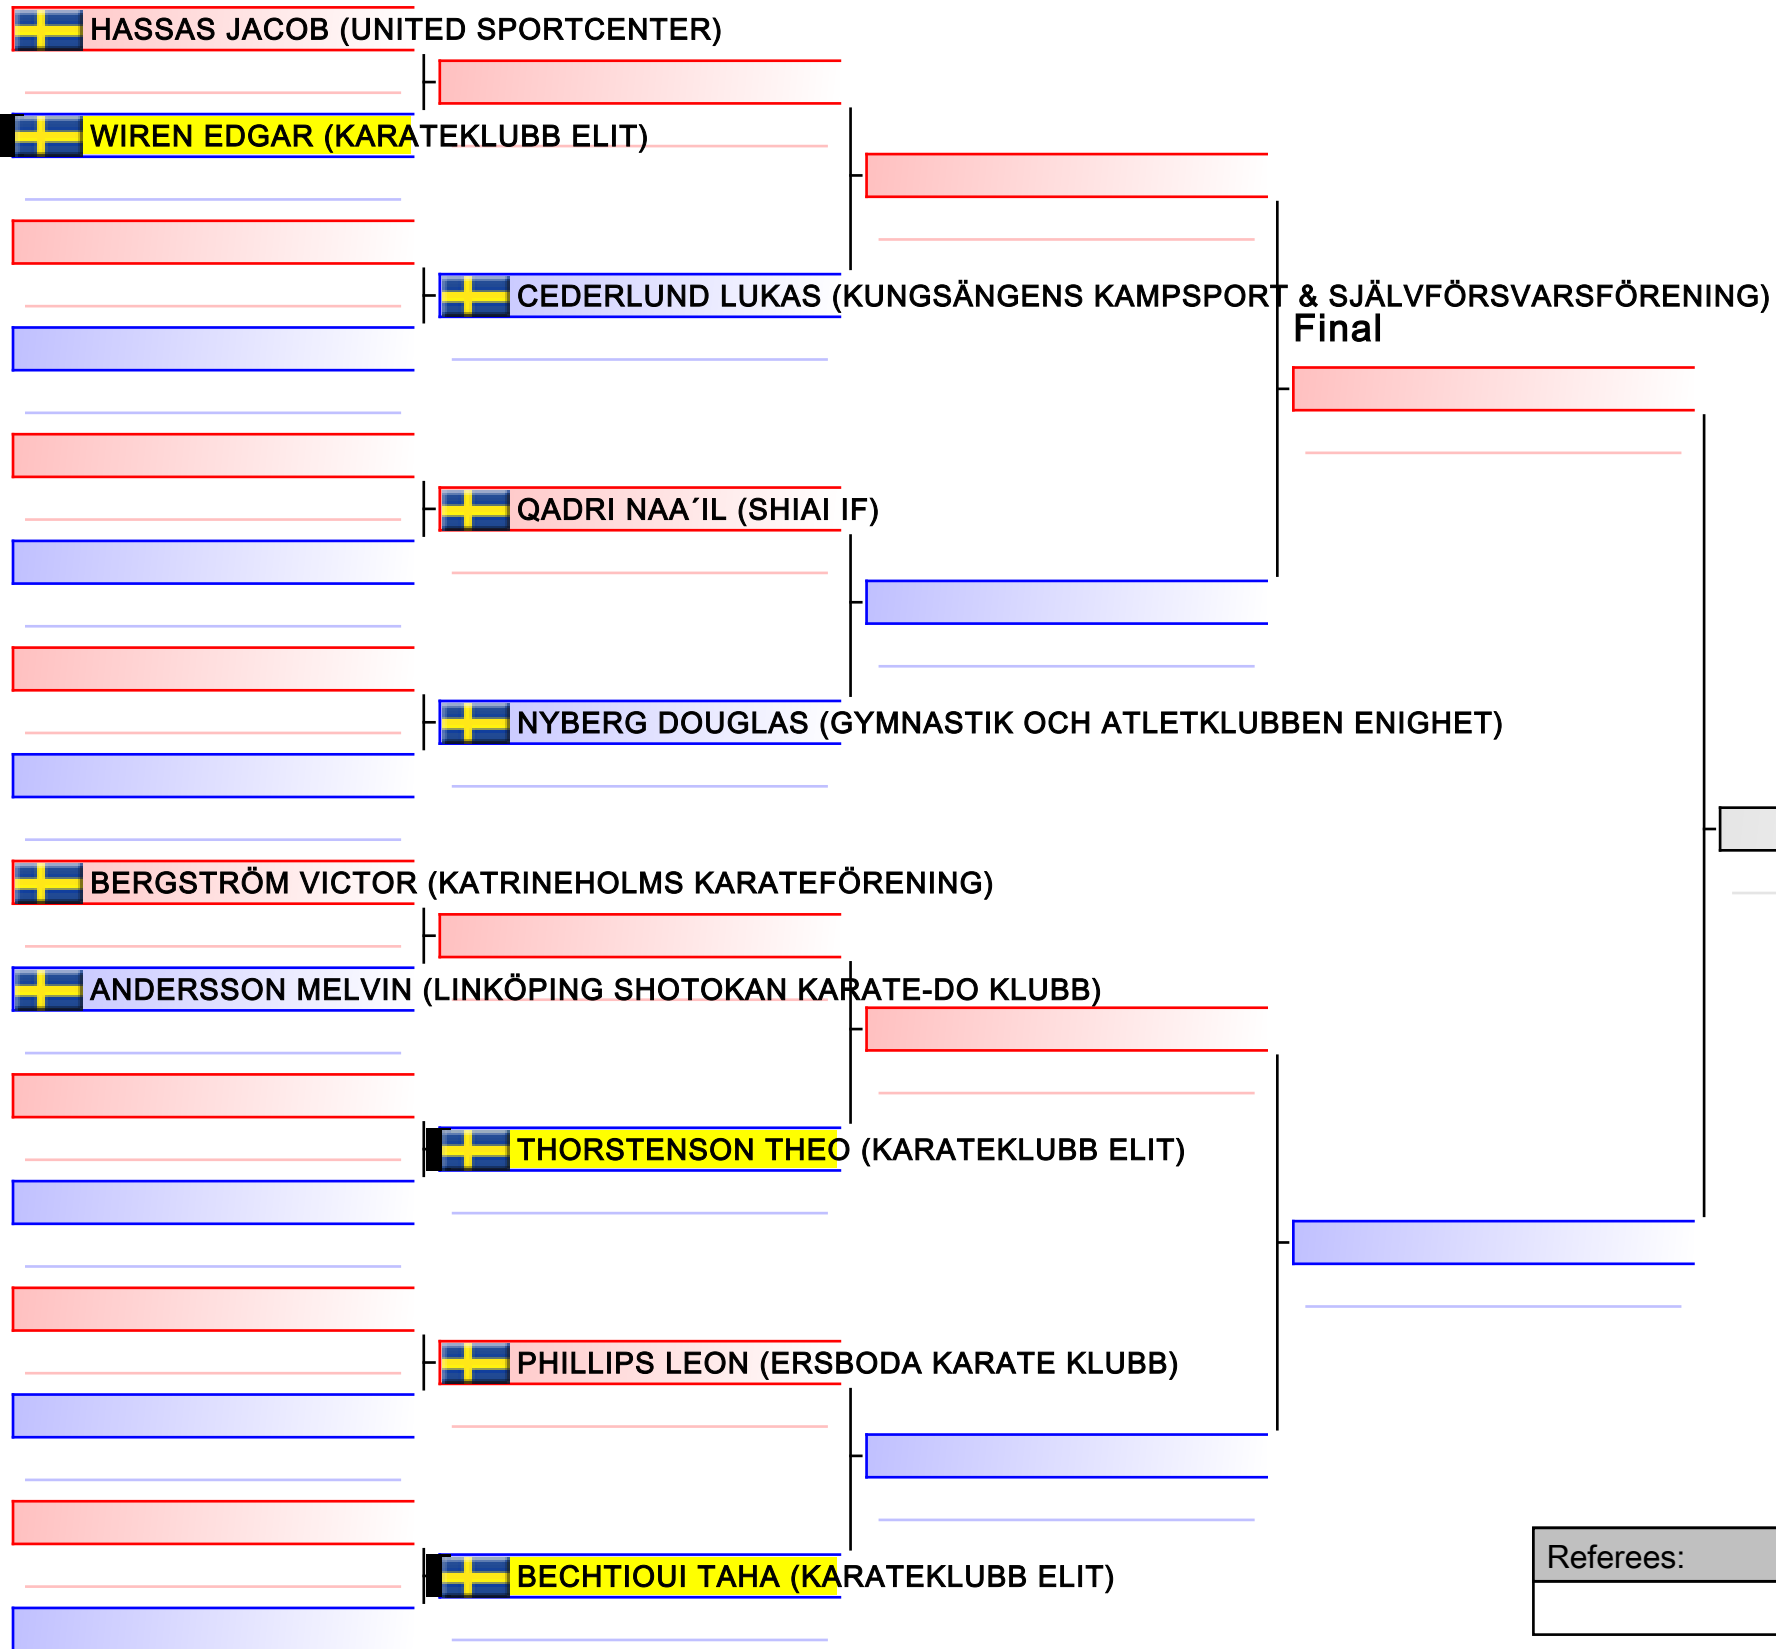 HASSAS JACOB (UNITED SPORTCENTER)
WIREN EDGAR (KARATEKLUBB ELIT)
CEDERLUND LUKAS (KUNGSÄNGENS KAMPSPORT & SJÄLVFÖRSVARSFÖRENING)
Final
QADRI NAA´IL (SHIAI IF)
NYBERG DOUGLAS (GYMNASTIK OCH ATLETKLUBBEN ENIGHET)
BERGSTRÖM VICTOR (KATRINEHOLMS KARATEFÖRENING)
ANDERSSON MELVIN (LINKÖPING SHOTOKAN KARATE-DO KLUBB)
THORSTENSON THEO (KARATEKLUBB ELIT)
PHILLIPS LEON (ERSBODA KARATE KLUBB)
Referees:
BECHTIOUI TAHA (KARATEKLUBB ELIT)